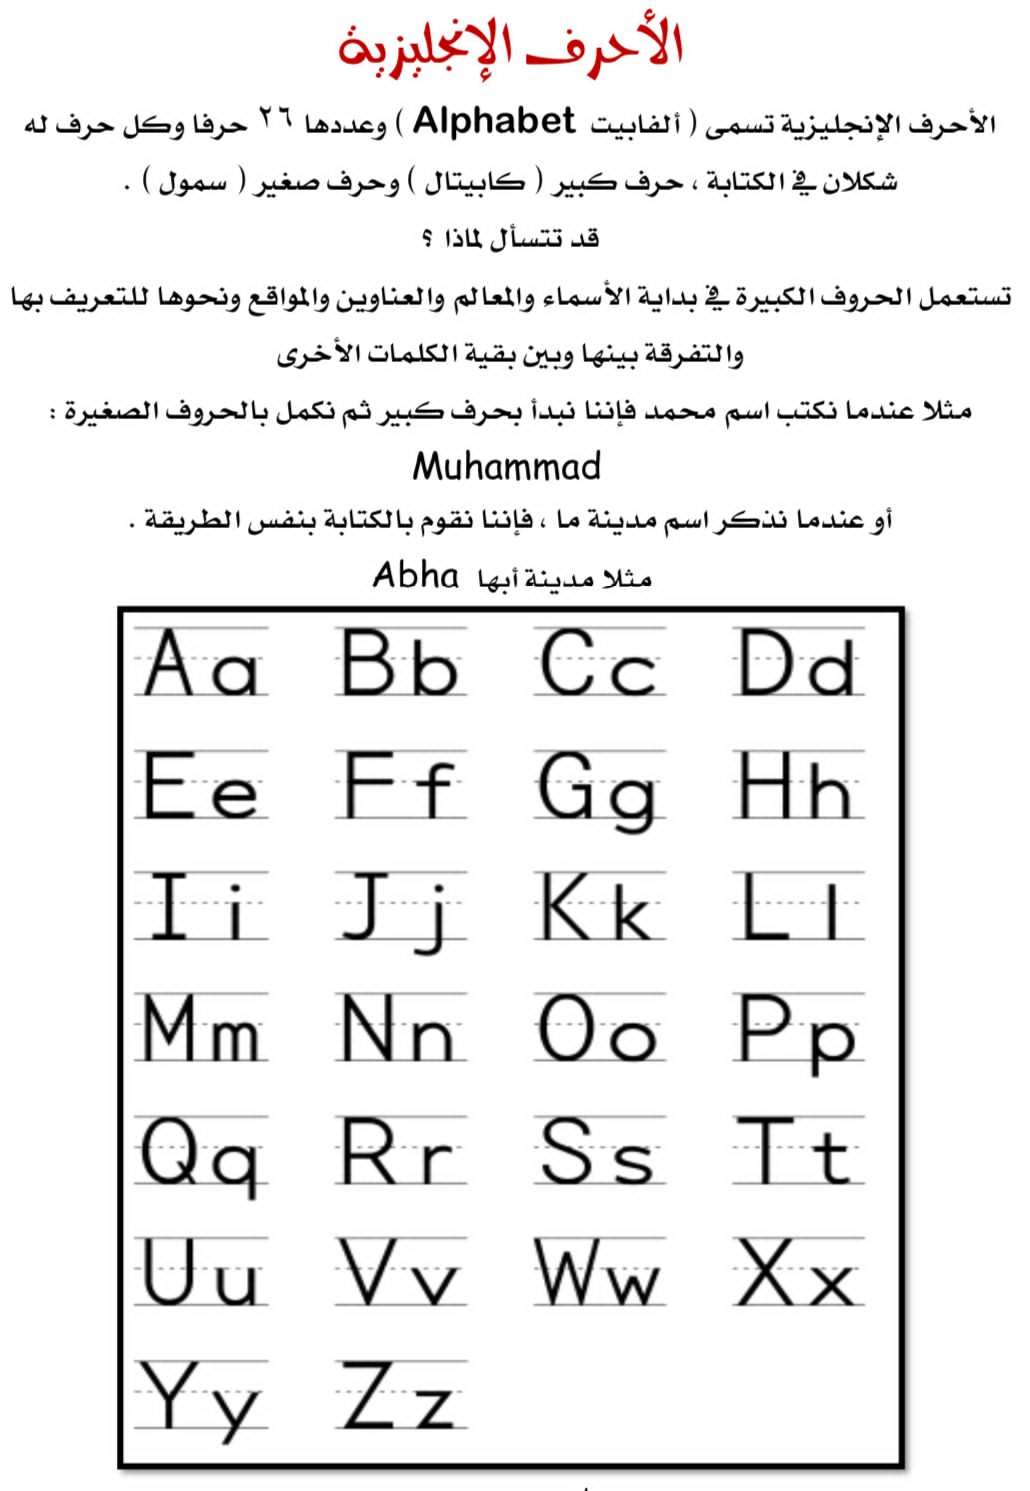 الأحرف الإنجليزية
الأحرف الإنجليزية تسمى ( ألفابيت Alphabet ) وعددها ٢٦ حرفا وكل حرف له
شكلان في الكتابة ، حرف كبير ( كابيتال ) وحرف صغير ( سمول ) .
قد تتسأل لماذا ؟
تستعمل الحروف الكبيرة في بداية الأسماء والمعالم والعناوين والمواقع ونحوها للتعريف بها
والتفرقة بينها وبين بقية الكلمات الأخرى
مثلا عندما نكتب اسم محمد فإننا نبدأ بحرف كبير ثم نكمل بالحروف الصغيرة :
Muhammad
أو عندما نذكر اسم مدينة ما ، فإننا نقوم بالكتابة بنفس الطريقة .
مثلا مدينة أبها Abha
Aa Bb Cc Dd
Ee Ff Gg Hh
Ii Jj Kk Ll
Mm Nn Oo Pp
Qq Rr Ss Tt
Uu Vv Ww Xx
Yy Zz